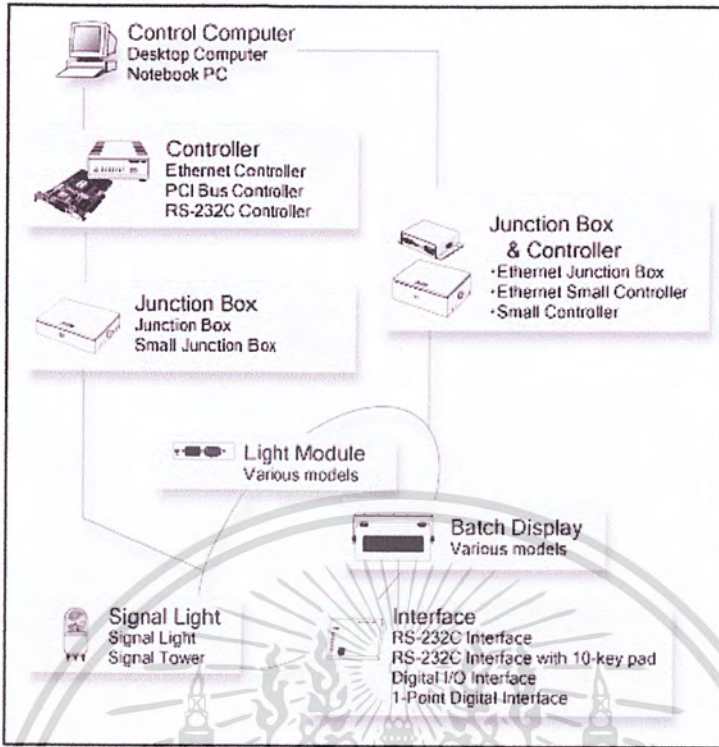 Control Computer
Desktop Computer
Notebook PC
Controller
Ethernet Controller
PCI Bus Controller
RS-232C Controller
Junction Box
& Controller
・Ethernet Junction Box
・Ethernet Small Controller
・Small Controller
Junction Box
Junction Box
Small Junction Box
Light Module
Various models
Batch Display
Various models
Signal Light
Signal Light
Signal Tower
Interface
RS-232C Interface
RS-232C Interface with 10-key pad
Digital I/O Interface
1-Point Digital Interface